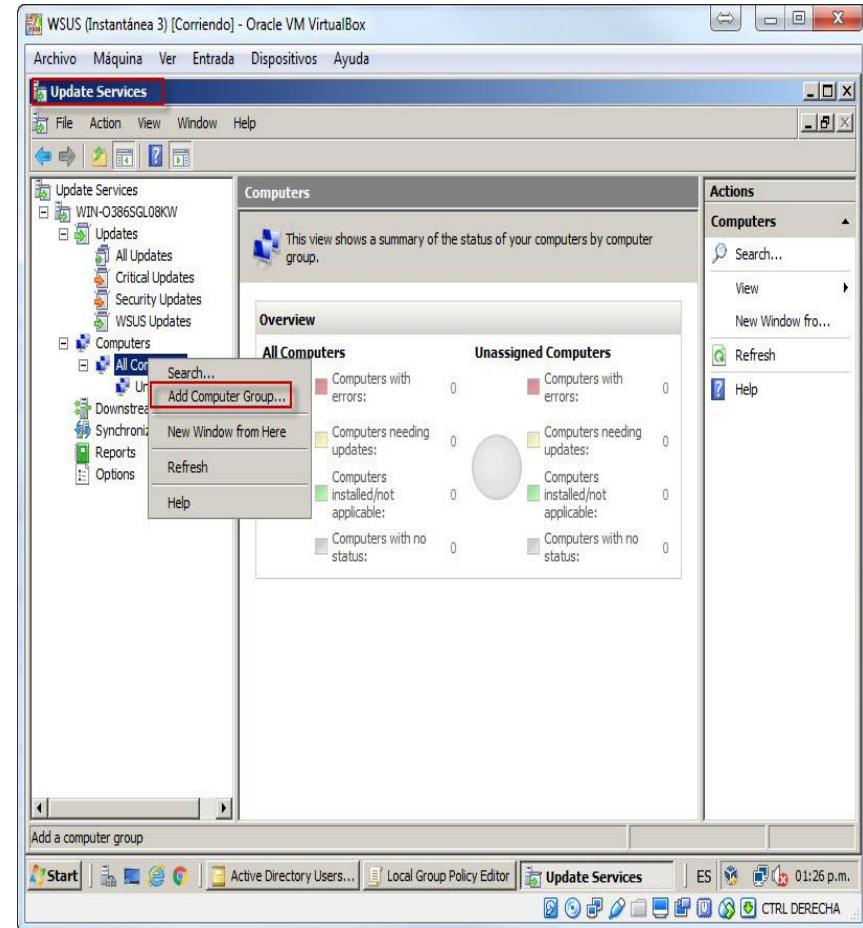 WSUS (Instantánea 3) [Corriendo] - Oracle VM VirtualBox
Archivo Máquina Ver Entrada Dispositivos Ayuda
Update Services
File Action View Window Help
Update Services
WIN-O386SGL08KW
Updates
All Updates
Critical Updates
Security Updates
WSUS Updates
Computers
All Com
Un
Downstrea
Synchroniz
Reports
Options
Search...
Add Computer Group...
New Window from Here
Refresh
Help
Computers
This view shows a summary of the status of your computers by computer
group.
Overview
All Computers
Computers with
errors: 0
Computers needing
updates: 0
Computers
installed/not
applicable: 0
Computers with no
status: 0
Unassigned Computers
Computers with
errors: 0
Computers needing
updates: 0
Computers
installed/not
applicable: 0
Computers with no
status: 0
Actions
Computers
Search...
View
New Window fro...
Refresh
Help
Add a computer group
Start
Active Directory Users...
Local Group Policy Editor
Update Services
ES
01:26 p.m.
CTRL DERECHA